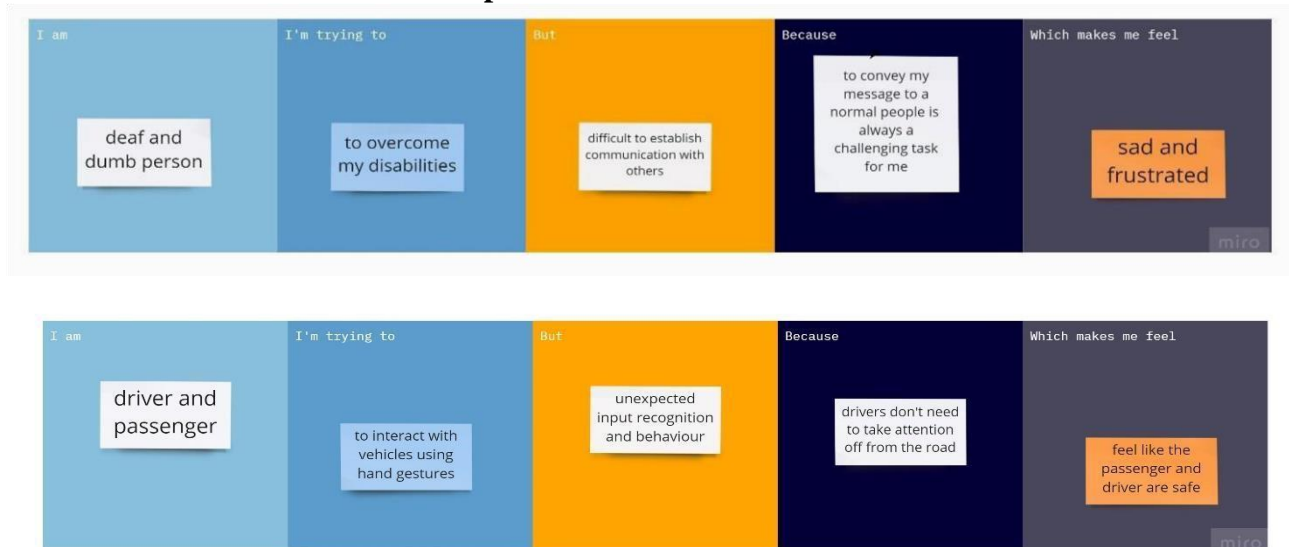 I am
I'm trying to
But
Because
Which makes me feel
deaf and
dumb person
to overcome
my disabilities
difficult to establish
communication with
others
to convey my
message to a
normal people is
always a
challenging task
for me
sad and
frustrated
miro
I am
I'm trying to
But
Because
Which makes me feel
driver and
passenger
to interact with
vehicles using
hand gestures
unexpected
input recognition
and behaviour
drivers don't need
to take attention
off from the road
feel like the
passenger and
driver are safe
miro